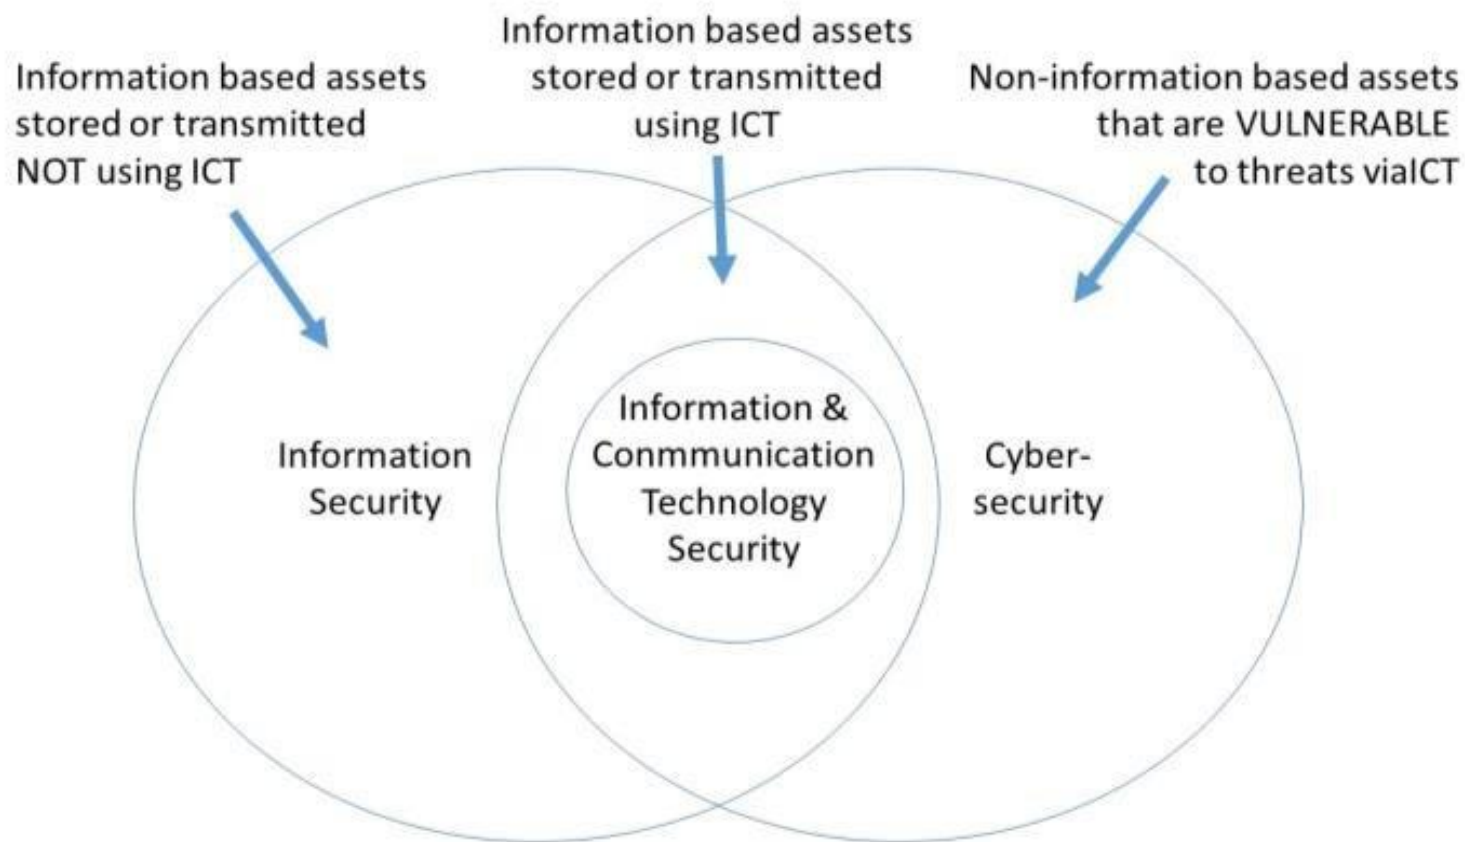 Information based assets
stored or transmitted
NOT using ICT
Information based assets
stored or transmitted
using ICT
Non-information based assets
that are VULNERABLE
to threats viaICT
Information
Security
Information &
Conmmunication
Technology
Security
Cyber-
security